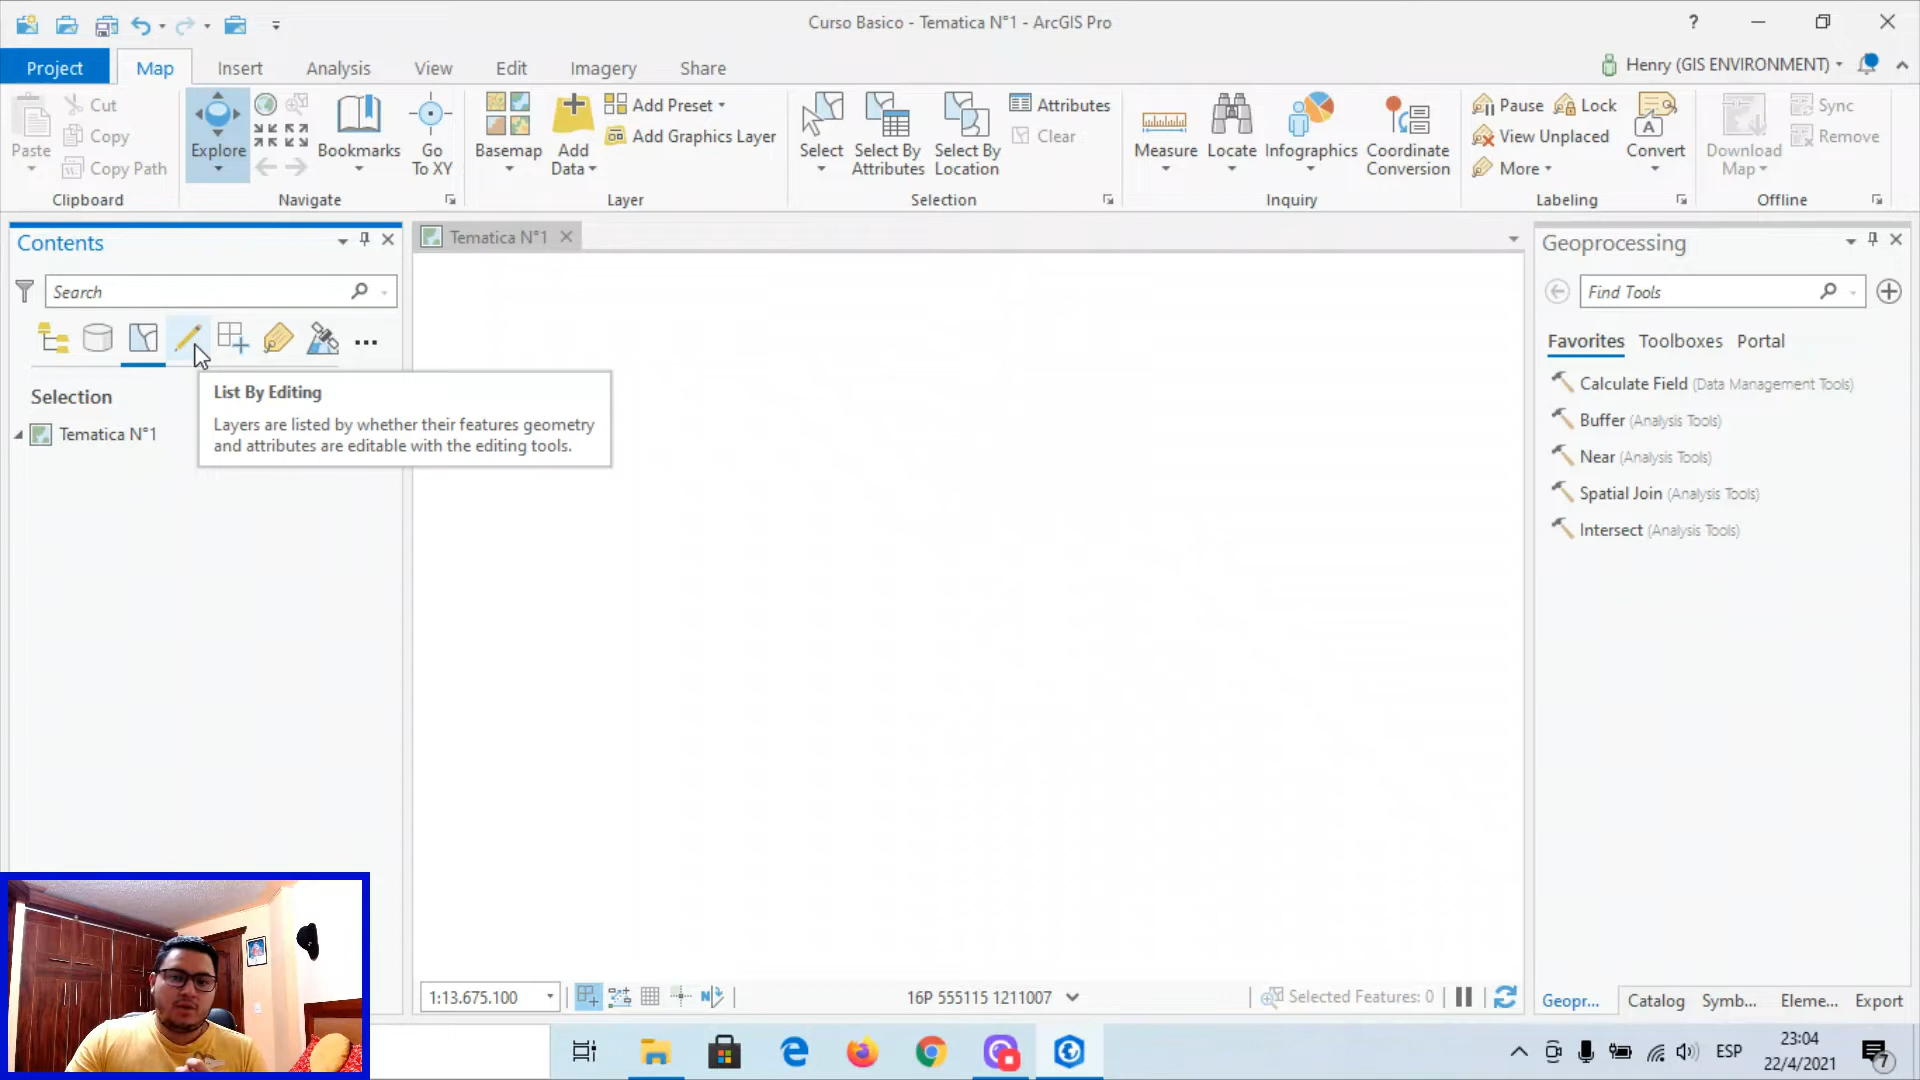 Curso Basico - Tematica N°1 - ArcGIS Pro
?
Project
Map
Insert
Analysis
View
Edit
Imagery
Share
Henry (GIS ENVIRONMENT)
Paste
Cut
Copy
Copy Path
Clipboard
Explore
Bookmarks
Go
To XY
Navigate
Basemap
Add
Data
Add Preset
Add Graphics Layer
Layer
Select
Select By
Attributes
Select By
Location
Attributes
Clear
Selection
Measure
Locate
Infographics
Coordinate
Conversion
Inquiry
Pause
Lock
View Unplaced
More
A
Convert
Labeling
Download
Map
Sync
Remove
Offline
Contents
Search
List By Editing
Layers are listed by whether their features geometry
and attributes are editable with the editing tools.
Selection
Tematica N°1
Tematica N°1
1:13.675.100
N
16P 555115 1211007
Selected Features: 0
Geoprocessing
Find Tools
Favorites
Toolboxes
Portal
Calculate Field (Data Management Tools)
Buffer (Analysis Tools)
Near (Analysis Tools)
Spatial Join (Analysis Tools)
Intersect (Analysis Tools)
Geopr...
Catalog
Symb...
Eleme...
Export
ESP
23:04
22/4/2021
7